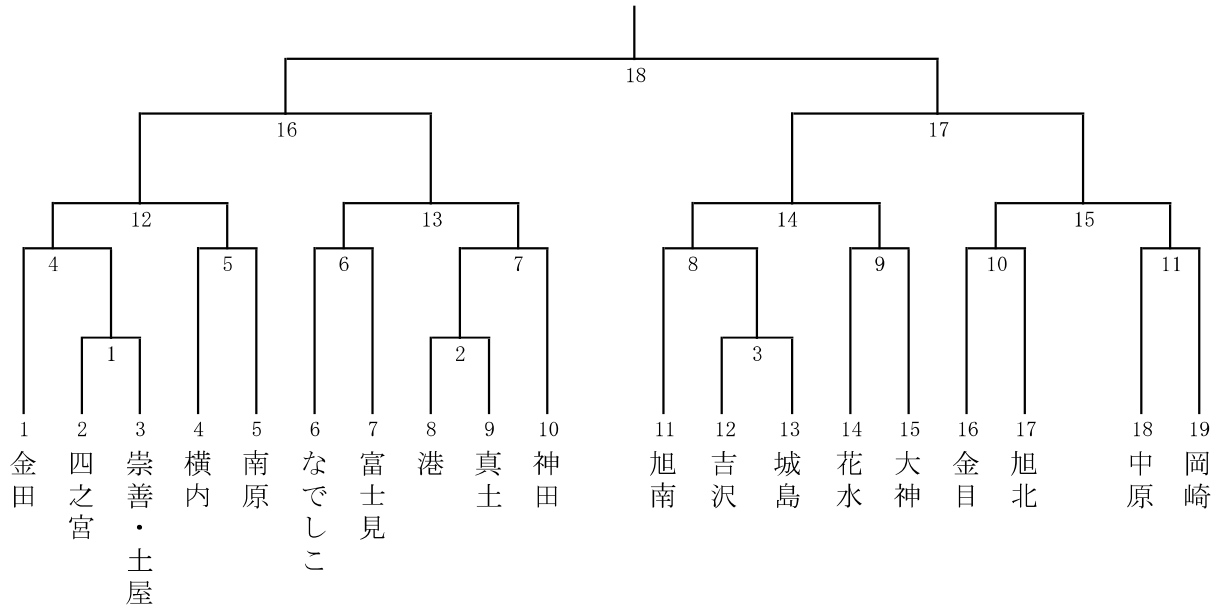 18
16
17
12
13
14
15
4
5
6
7
8
9
10
11
1
2
3
1
2
3
4
5
6
7
8
9
10
11
12
13
14
15
16
17
18
19
金田
四之宮
崇善・土屋
横内
南原
なでしこ
富士見
港
真土
神田
旭南
吉沢
城島
花水
大神
金目
旭北
中原
岡崎